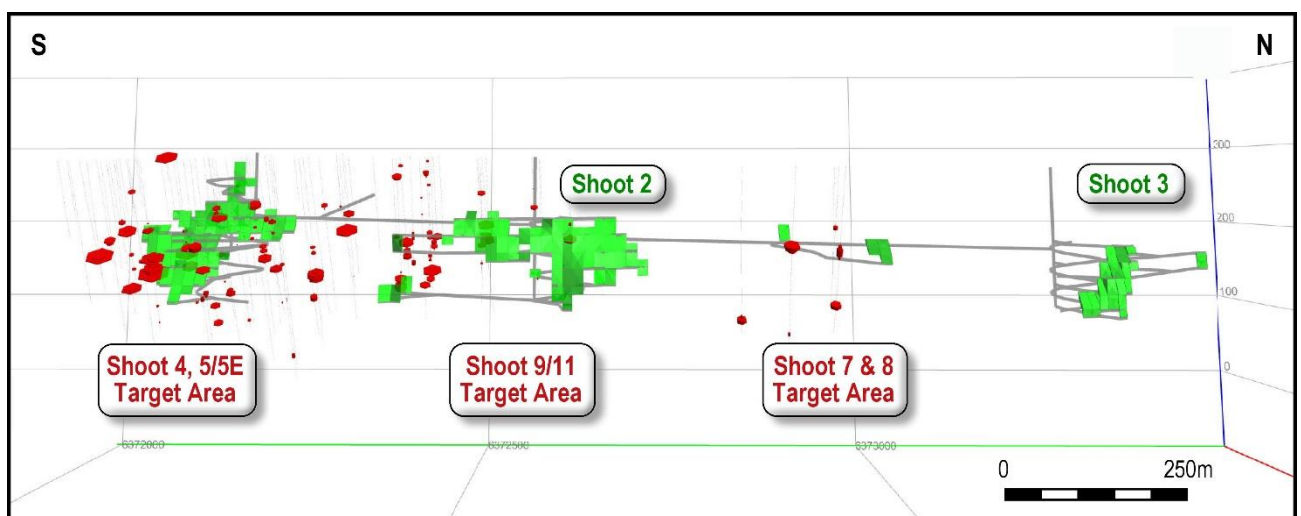 S
N
300
Shoot 2
Shoot 3
200
100
Shoot 4, 5/5E
Target Area
Shoot 9/11
Target Area
Shoot 7 & 8
Target Area
0
6372000
6372500
6373000
0
250m